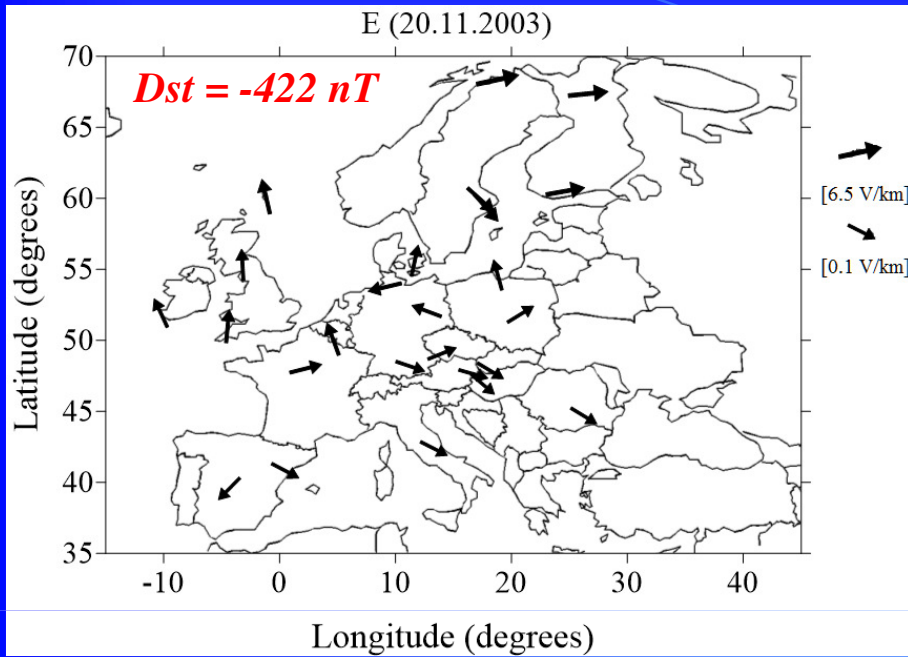 E (20.11.2003)
Dst = -422 nT
70
65
60
55
50
45
40
35
-10
0
10
20
30
40
Latitude (degrees)
Longitude (degrees)
[6.5 V/km]
[0.1 V/km]